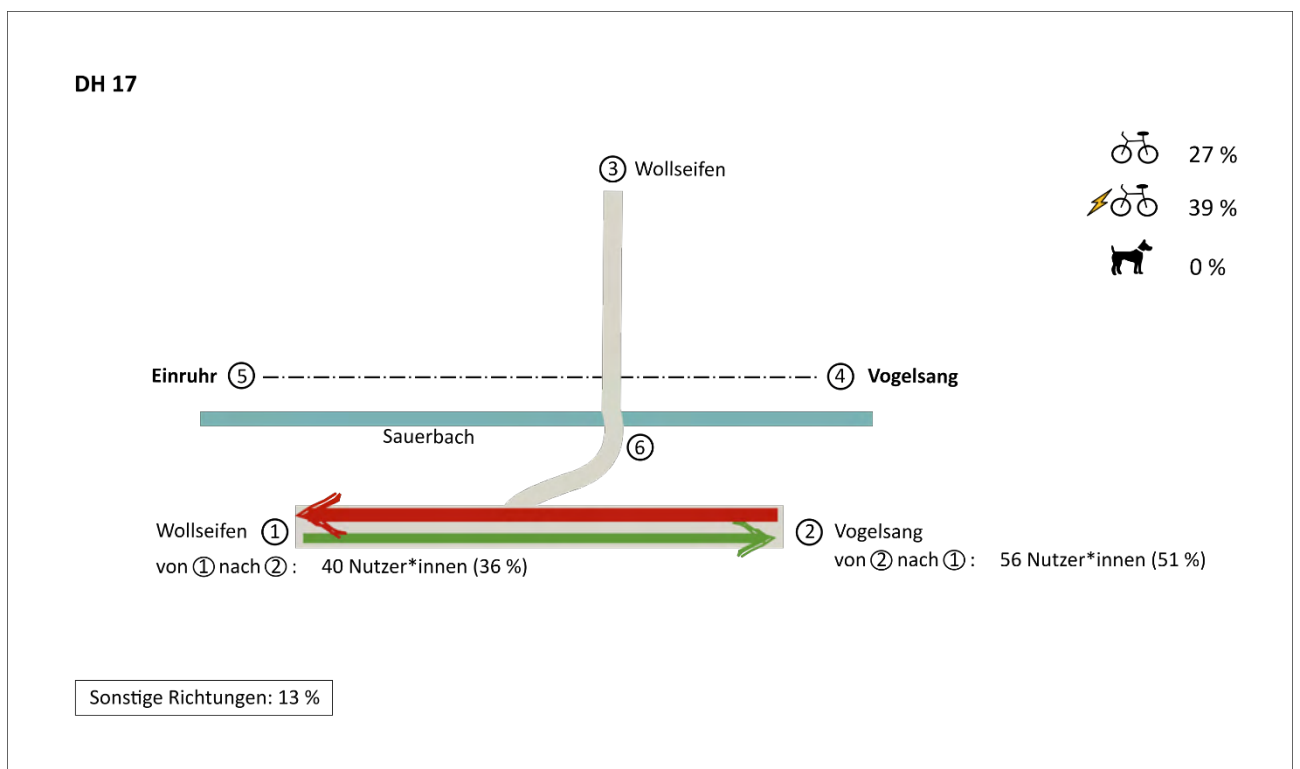 DH 17
③ Wollseifen
27 %
39 %
0 %
Einruhr ⑤
④ Vogelsang
Sauerbach
⑥
Wollseifen ①
von ① nach ② : 40 Nutzer*innen (36 %)
② Vogelsang
von ② nach ① : 56 Nutzer*innen (51 %)
Sonstige Richtungen: 13 %